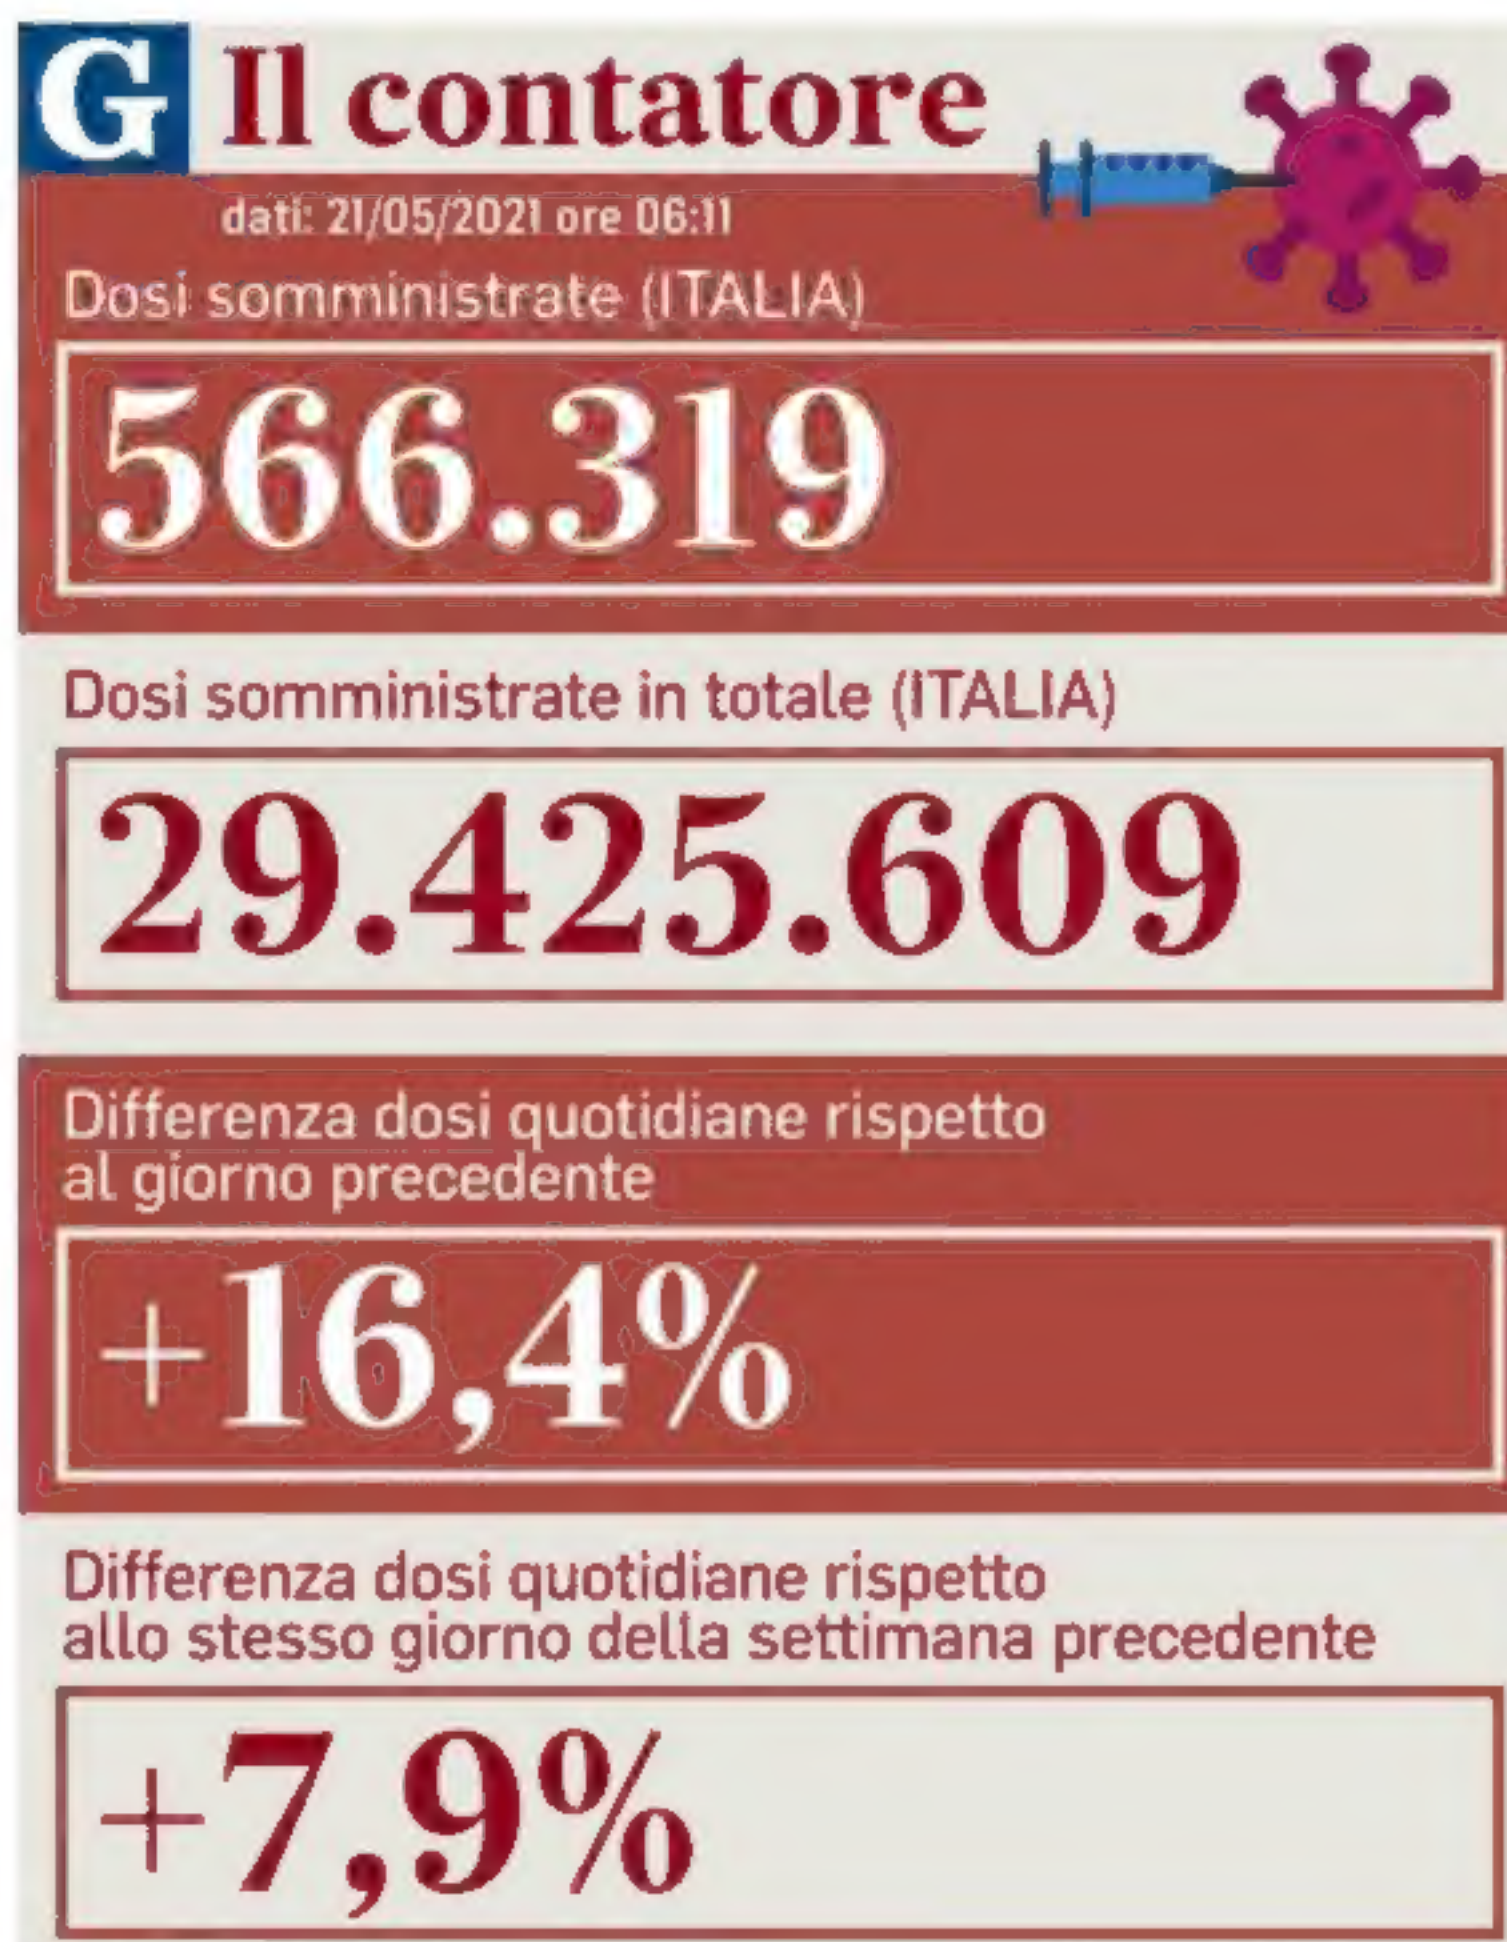 G Il contatore
dati: 21/05/2021 ore 06:11
Dosi somministrate (ITALIA)
566.319
Dosi somministrate in totale (ITALIA)
29.425.609
Differenza dosi quotidiane rispetto
al giorno precedente
+16,4%
Differenza dosi quotidiane rispetto
allo stesso giorno della settimana precedente
+7,9%